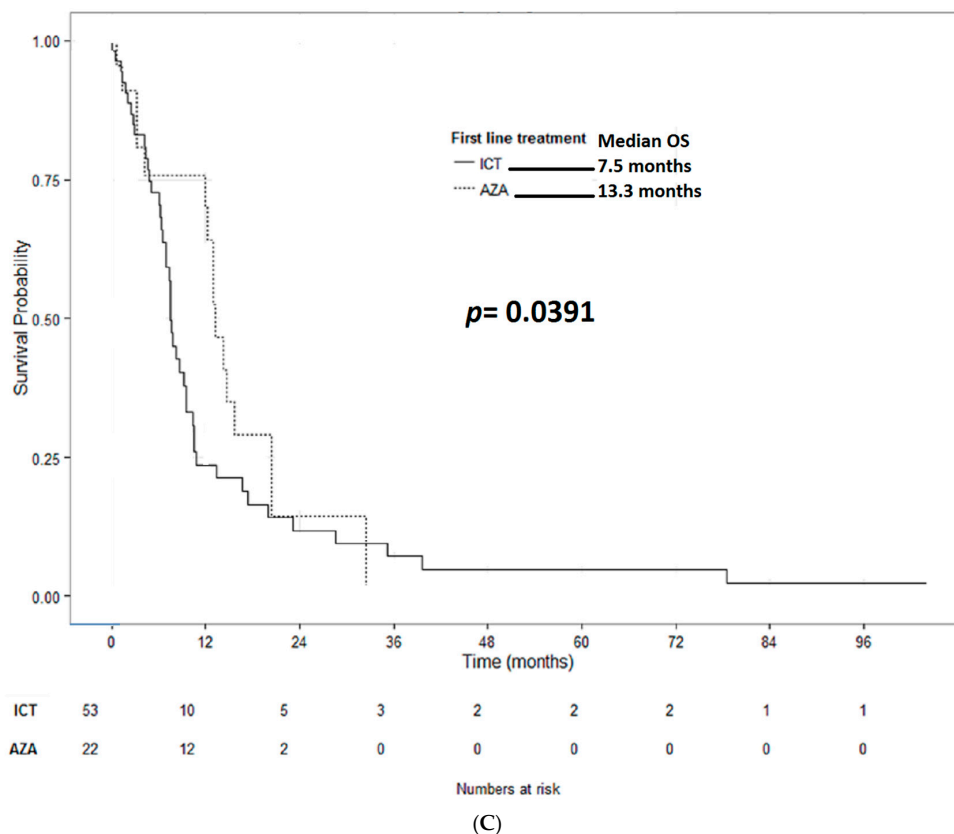 1.00
0.75
0.50
0.25
0.00
Survival Probability
First line treatment Median OS
ICT 7.5 months
AZA 13.3 months
p= 0.0391
0 12 24 36 48 60 72 84 96
Time (months)
ICT 53 10 5 3 2 2 2 1 1
AZA 22 12 2 0 0 0 0 0 0
Numbers at risk
(C)